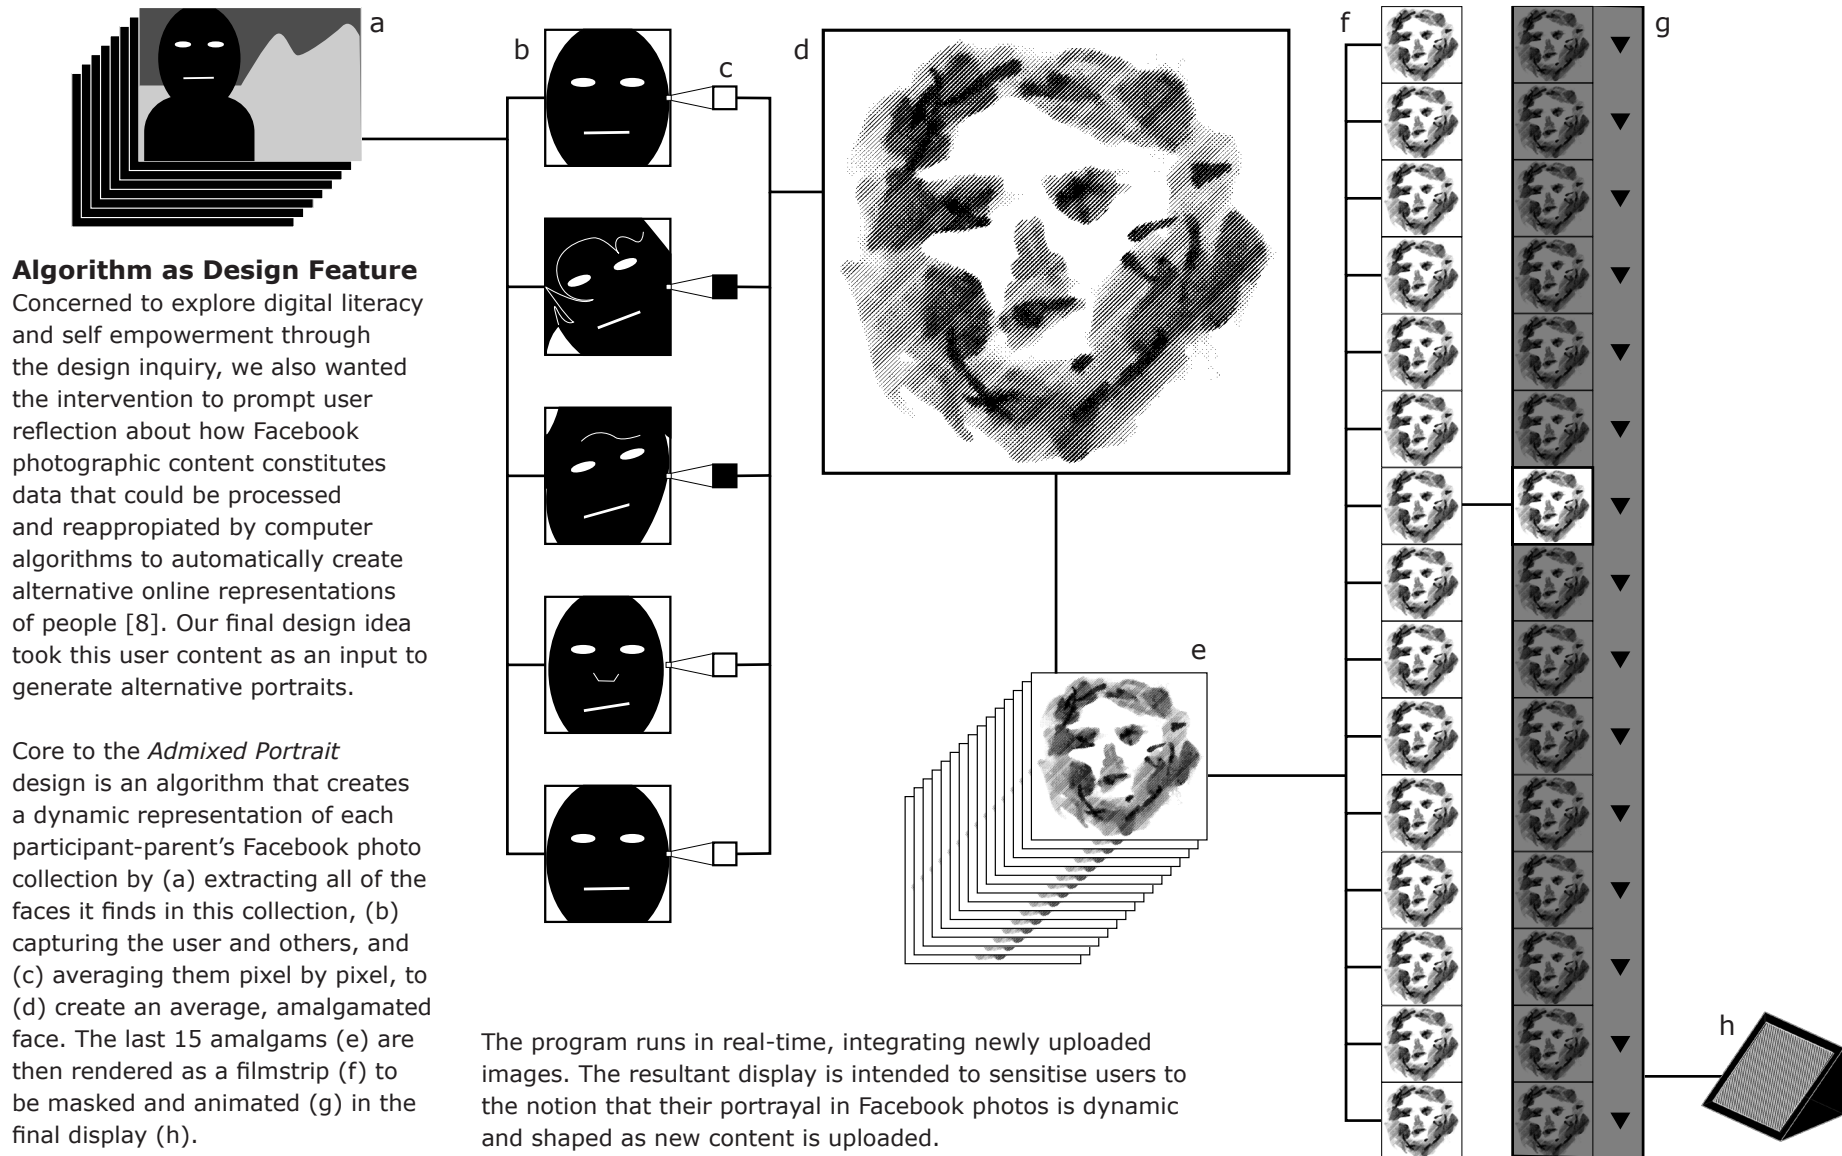 a
b
c
d
e
f
g
h
Algorithm as Design Feature
Concerned to explore digital literacy
and self empowerment through
the design inquiry, we also wanted
the intervention to prompt user
reflection about how Facebook
photographic content constitutes
data that could be processed
and reappropiated by computer
algorithms to automatically create
alternative online representations
of people [8]. Our final design idea
took this user content as an input to
generate alternative portraits.
Core to the Admixed Portrait
design is an algorithm that creates
a dynamic representation of each
participant-parent’s Facebook photo
collection by (a) extracting all of the
faces it finds in this collection, (b)
capturing the user and others, and
(c) averaging them pixel by pixel, to
(d) create an average, amalgamated
face. The last 15 amalgams (e) are
then rendered as a filmstrip (f) to
be masked and animated (g) in the
final display (h).
The program runs in real-time, integrating newly uploaded
images. The resultant display is intended to sensitise users to
the notion that their portrayal in Facebook photos is dynamic
and shaped as new content is uploaded.